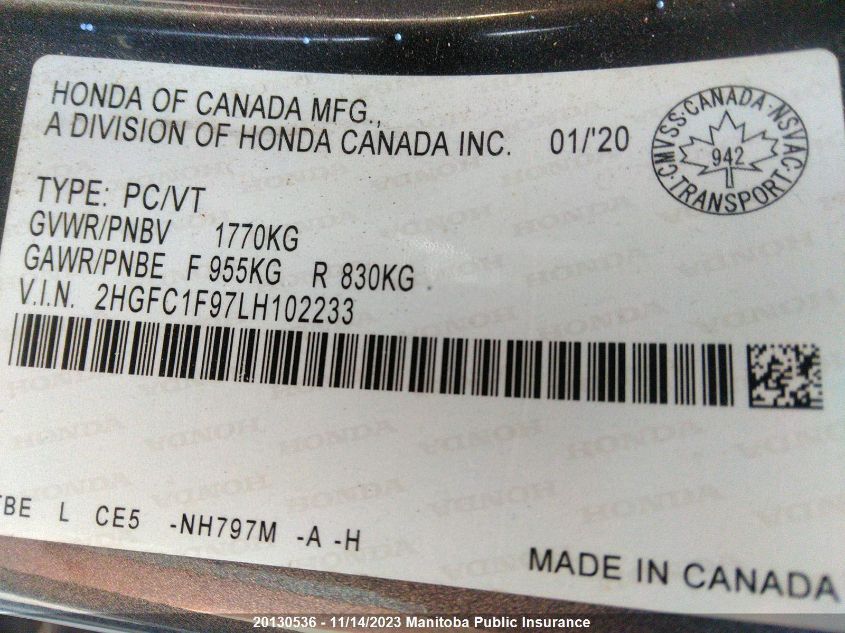 HONDA OF CANADA MFG.,
A DIVISION OF HONDA CANADA INC. 01/'20
CMVSS·CANADA·NSVAC·TRANSPORT·
942
TYPE: PC/VT
GVWR/PNBV 1770KG
GAWR/PNBE F 955KG R 830KG
V.I.N. 2HGFC1F97LH102233
TBE L CE5 -NH797M -A -H
MADE IN CANADA
20130536 - 11/14/2023 Manitoba Public Insurance